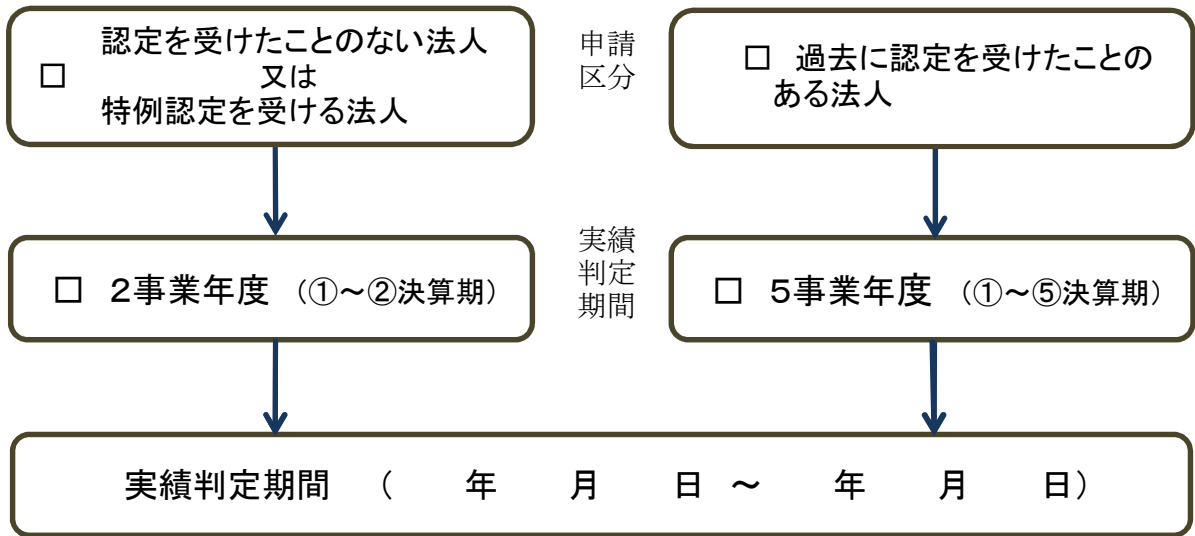 認定を受けたことのない法人
□ 又は
特例認定を受ける法人
申請
区分
□ 過去に認定を受けたことの
ある法人
□ 2事業年度 (①～②決算期)
実績
判定
期間
□ 5事業年度 (①～⑤決算期)
実績判定期間 ( 年 月 日 ～ 年 月 日)